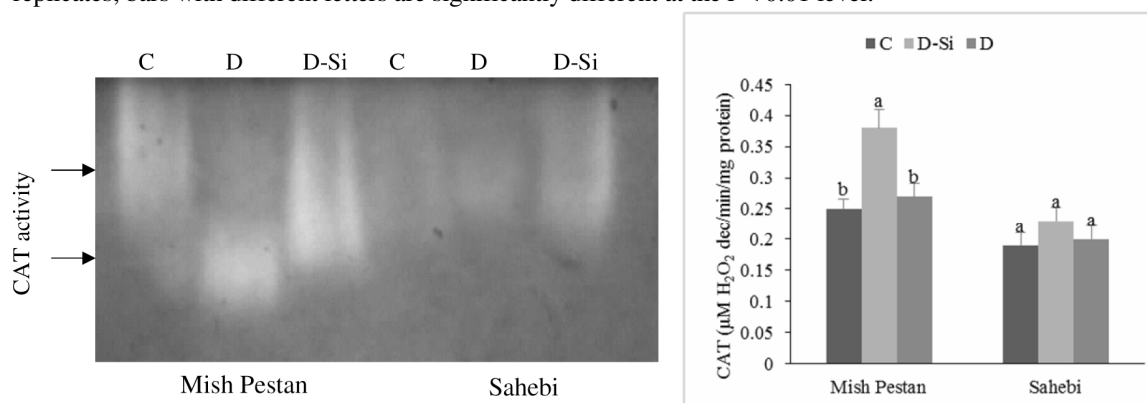 replicates, bars with different letters are significantly different at the P < 0.01 level.
C D D-Si C D D-Si
CAT activity
Mish Pestan Sahebi
C D-Si D
CAT (µM H₂O₂ dec/min/mg protein)
0.45
0.4
0.35
0.3
0.25
0.2
0.15
0.1
0.05
0
b a b a a a
Mish Pestan Sahebi